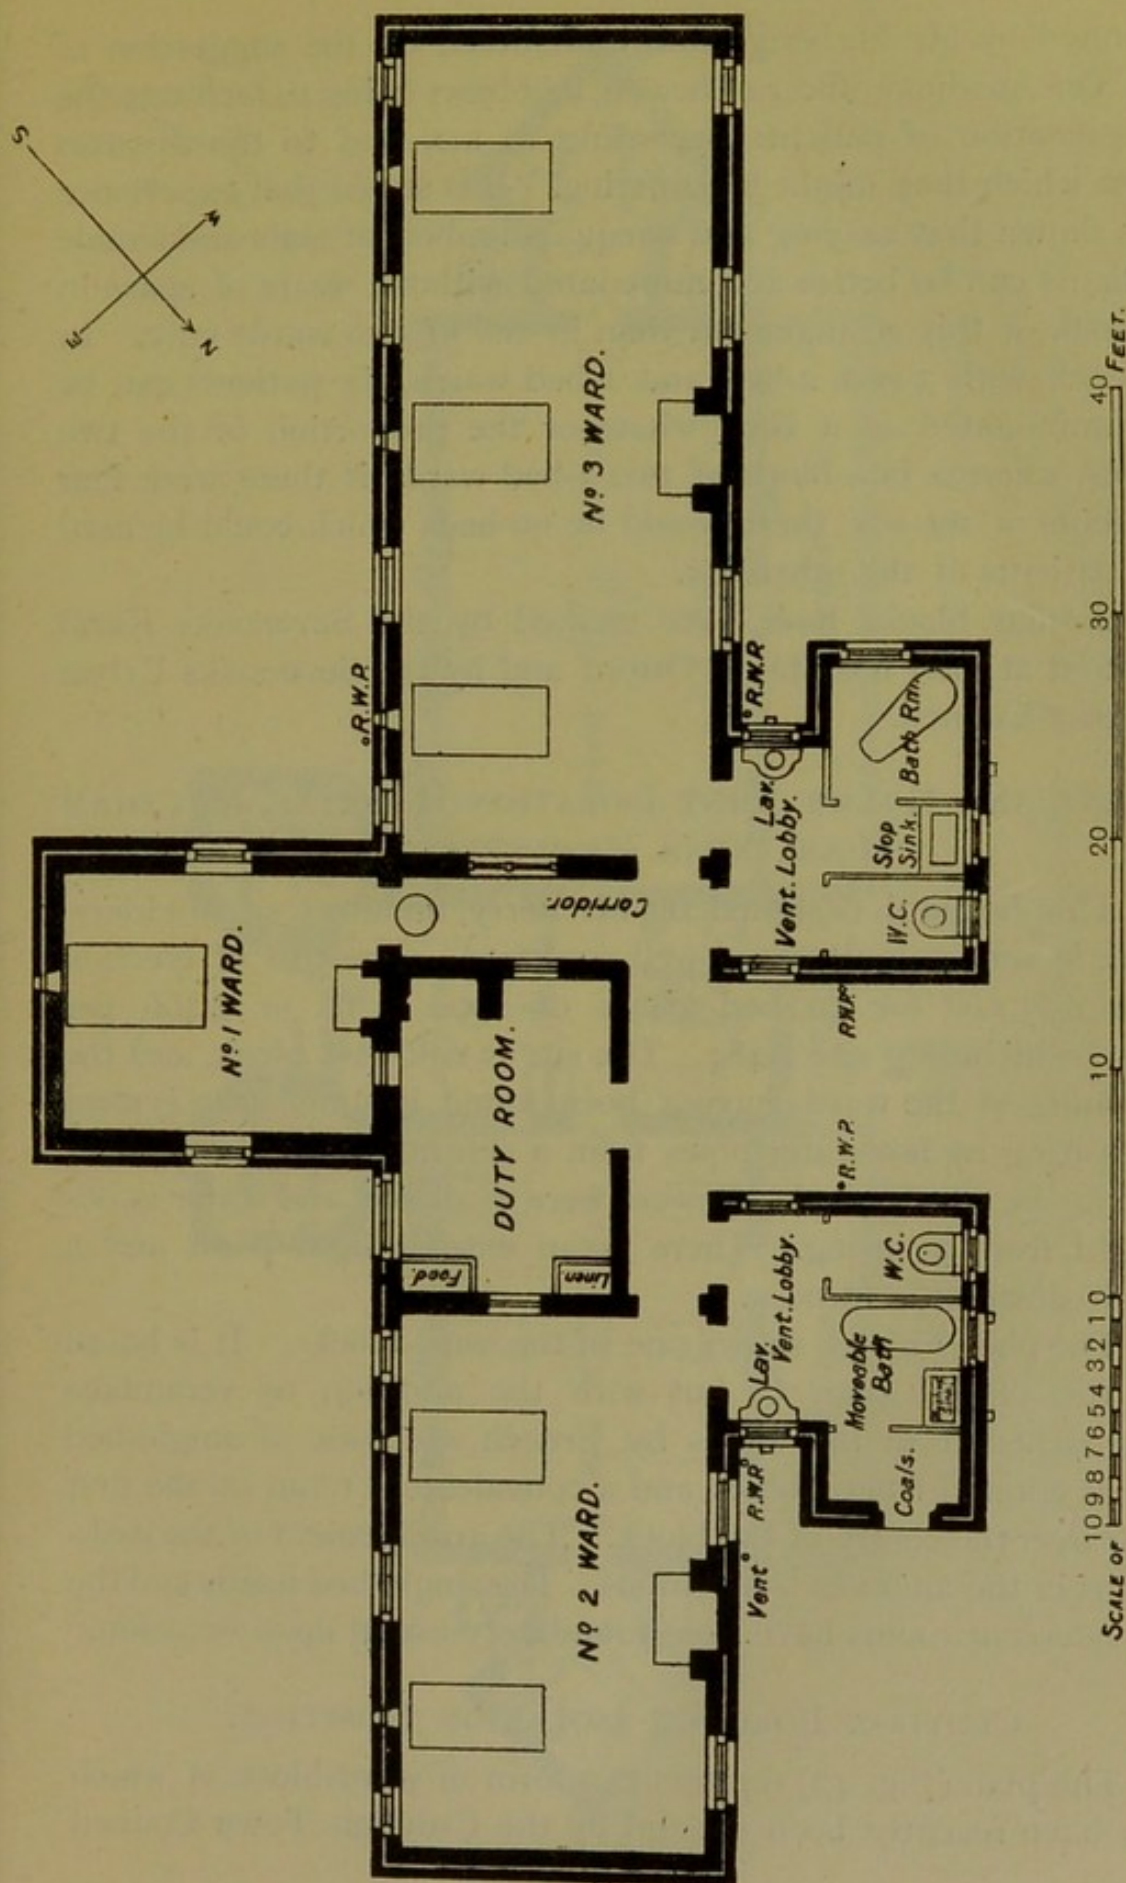 S
W
E
N
Nº 1 WARD.
R.W.P.
Nº 2 WARD.
Food.
Linen
DUTY ROOM.
Corridor.
Nº 3 WARD.
Vent
R.W.P.
Lav.
Vent. Lobby.
R.W.P.
R.W.P.
Vent. Lobby.
Lav.
R.W.R
Coals.
Moveable
Bath
W.C.
W.C.
Slop
Sink.
Bath Rm.
SCALE OF 10 9 8 7 6 5 4 3 2 1 0 10 20 30 40 FEET.